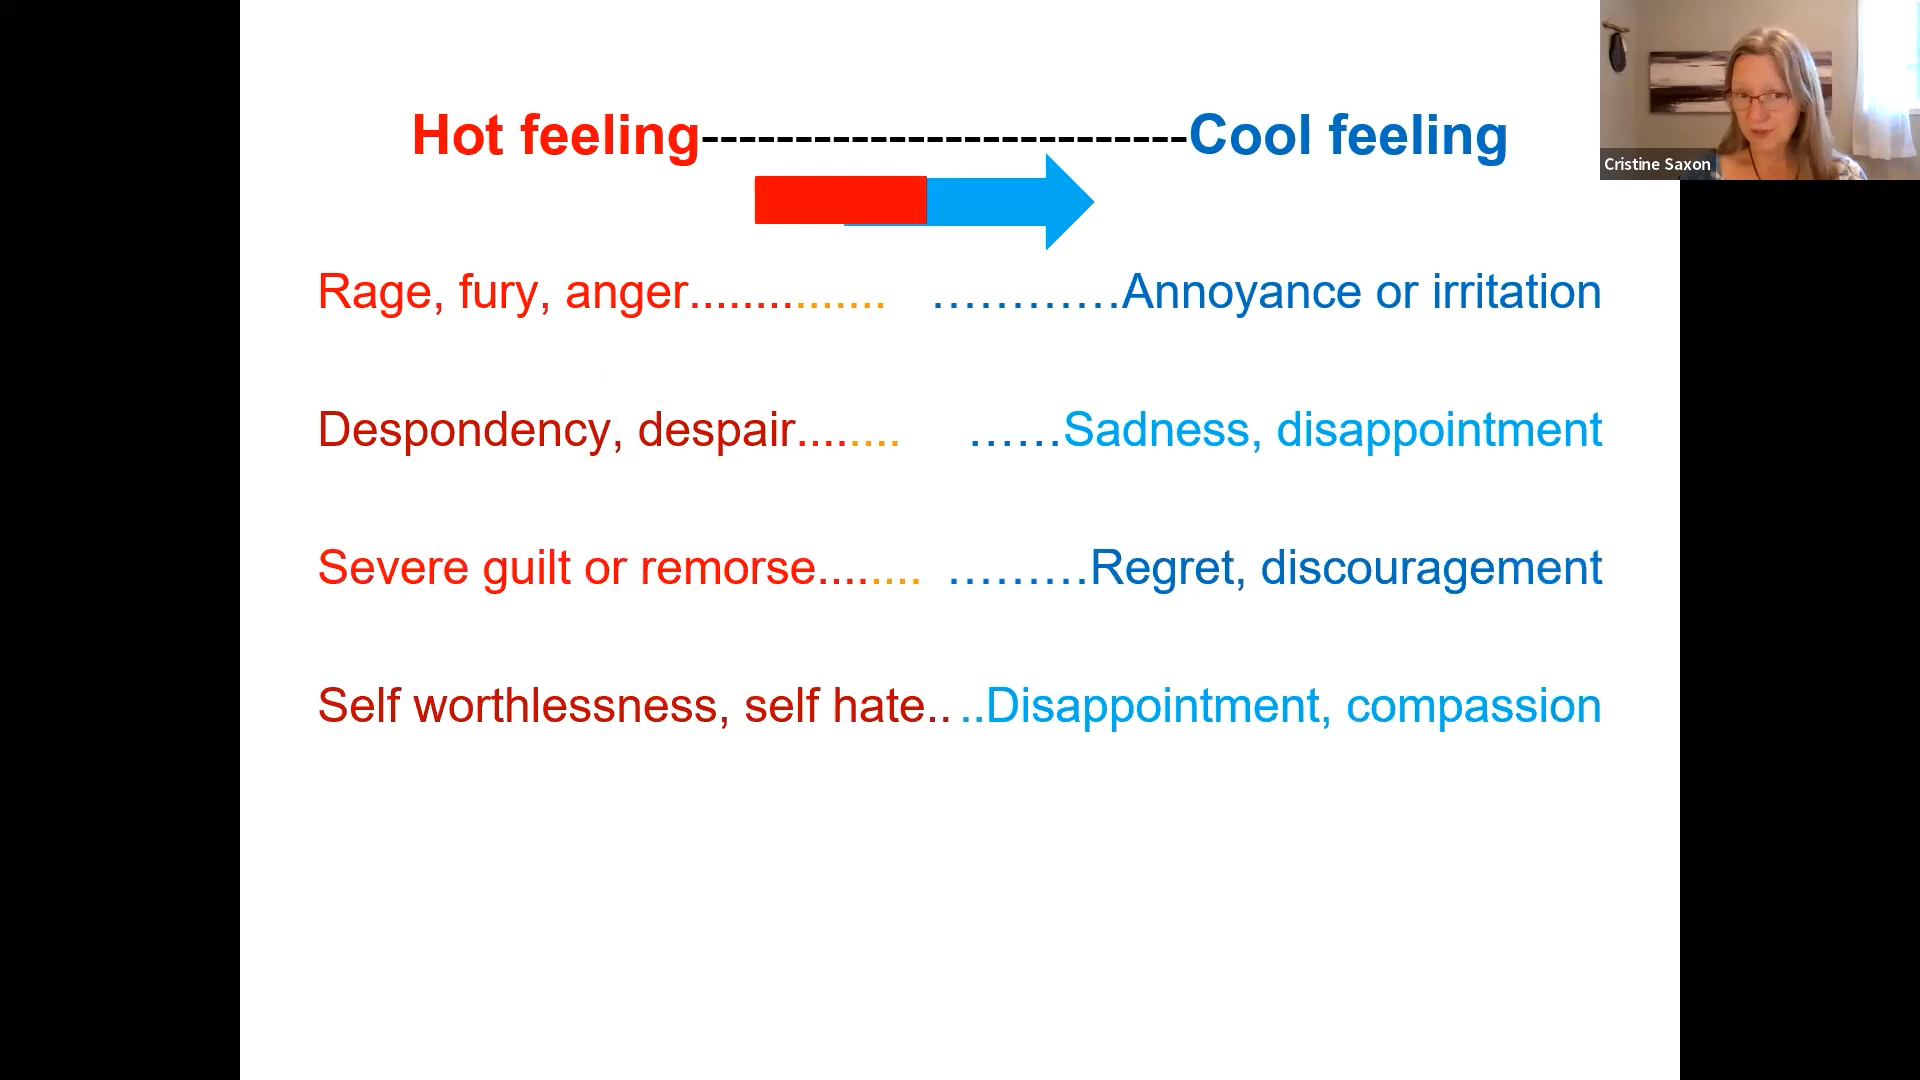 Hot feeling--------------------------Cool feeling
Cristine Saxon
Rage, fury, anger............... …………Annoyance or irritation
Despondency, despair........ ……Sadness, disappointment
Severe guilt or remorse........ ………Regret, discouragement
Self worthlessness, self hate.. ..Disappointment, compassion